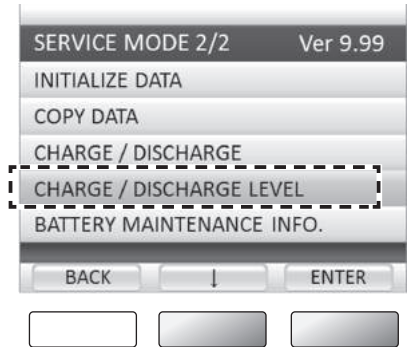 SERVICE MODE 2/2 Ver 9.99
INITIALIZE DATA
COPY DATA
CHARGE / DISCHARGE
CHARGE / DISCHARGE LEVEL
BATTERY MAINTENANCE INFO.
BACK ↓ ENTER